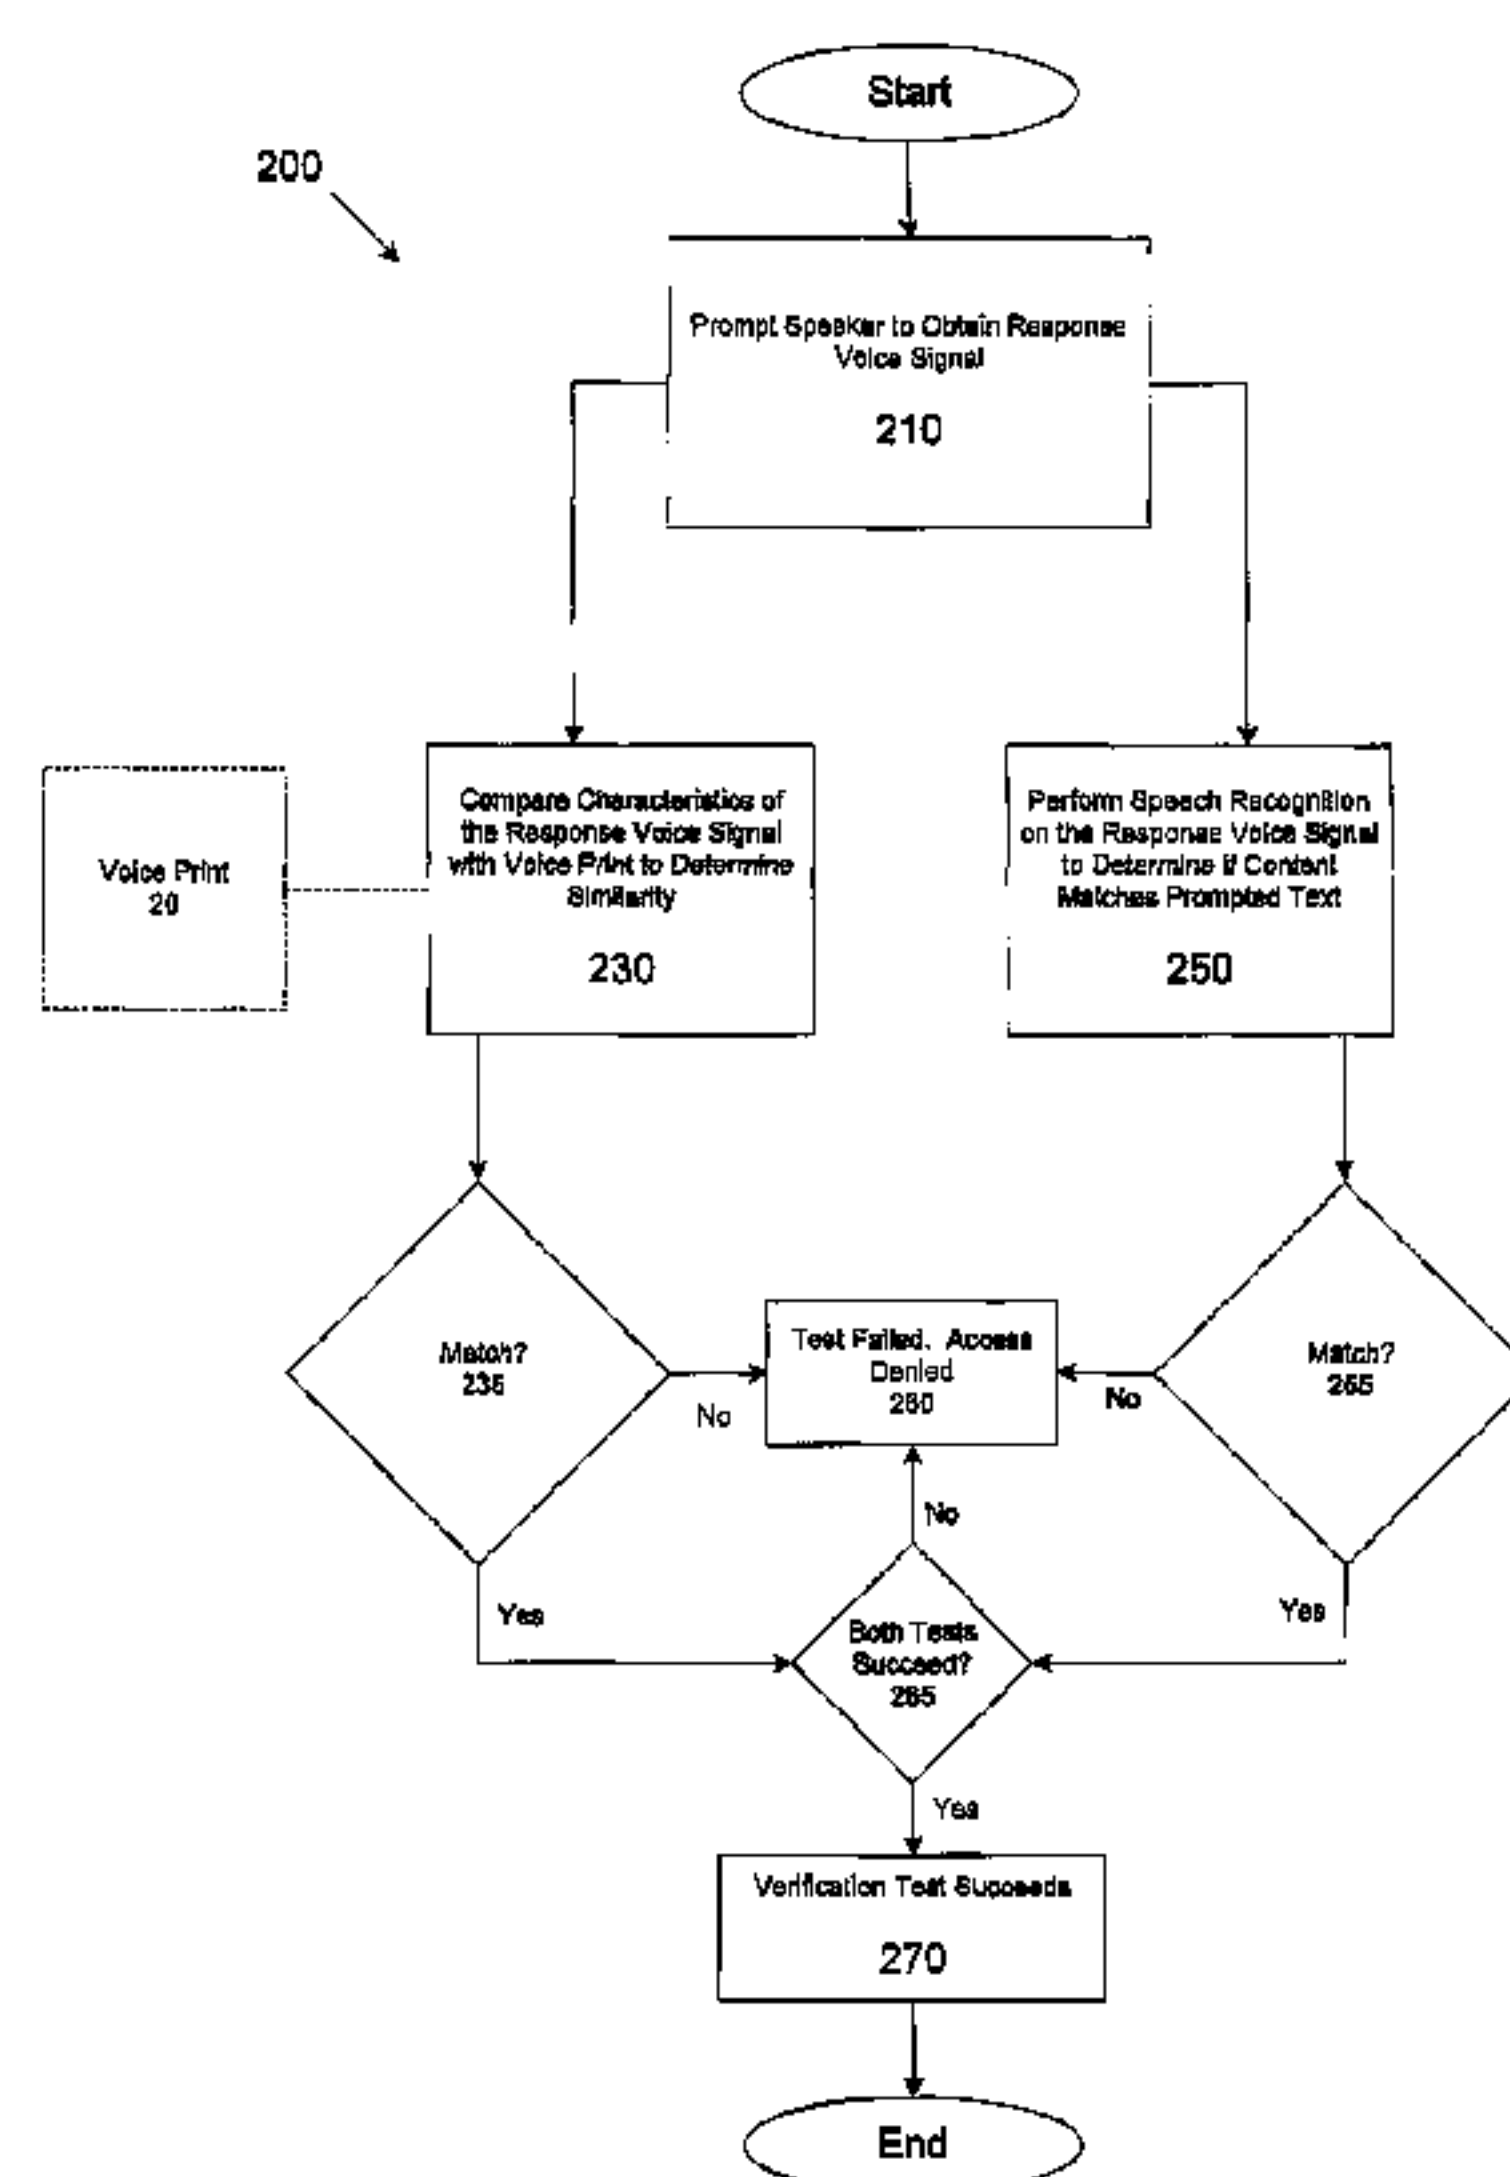 Start
200
Prompt Speaker to Obtain Response
Voice Signal
210
Voice Print
20
Compare Characteristics of
the Response Voice Signal
with Voice Print to Determine
Similarity
230
Perform Speech Recognition
on the Response Voice Signal
to Determine if Content
Matches Prompted Text
250
Match?
235
No
Test Failed. Access
Denied
260
No
Match?
255
No
Yes
Both Tests
Succeed?
265
Yes
Yes
Verification Test Succeeds
270
End